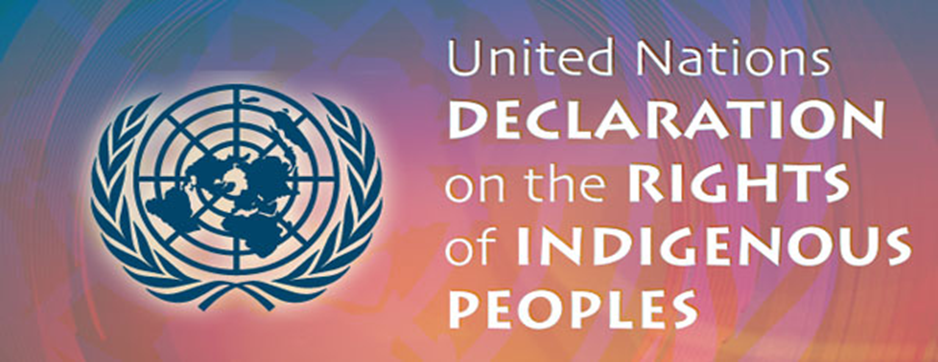 United Nations
DECLARATION
on the RIGHTS
of INDIGENOUS
PEOPLES